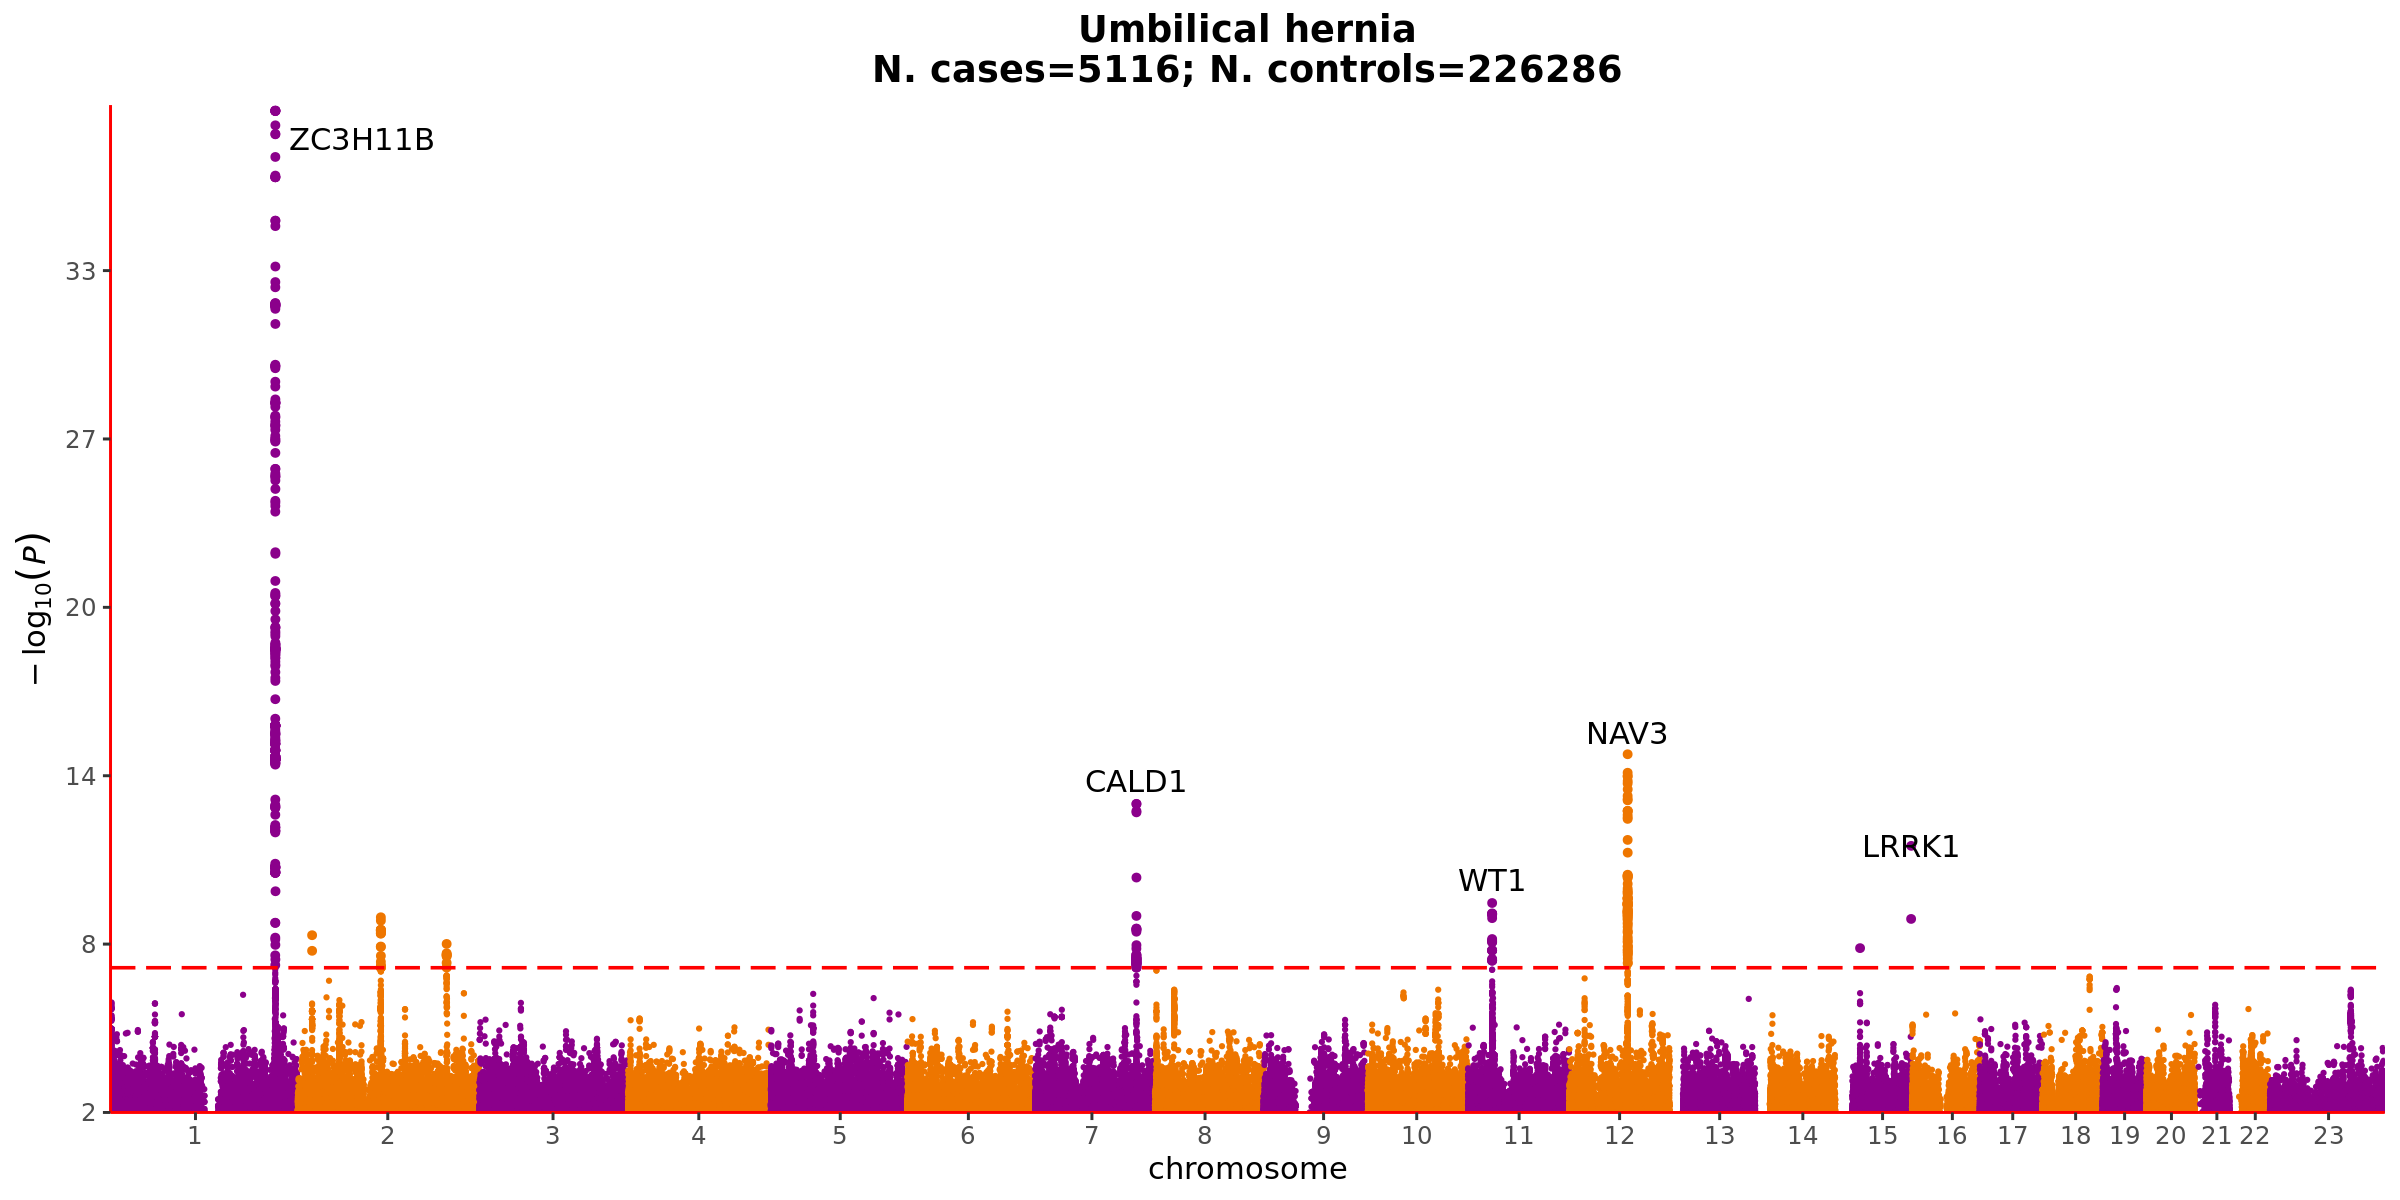 Umbilical hernia
N. cases=5116; N. controls=226286
ZC3H11B
33
27
− log10(P)
20
NAV3
14
CALD1
LRRK1
WT1
8
2
1 2 3 4 5 6 7 8 9 10 11 12 13 14 15 16 17 18 19 20 21 22 23
chromosome